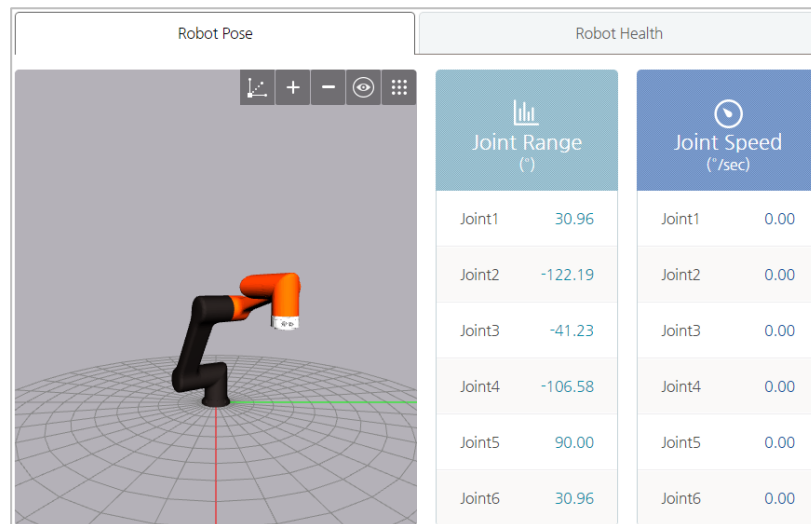 Robot Pose
Robot Health
Joint Range
(°)
Joint1 30.96
Joint2 -122.19
Joint3 -41.23
Joint4 -106.58
Joint5 90.00
Joint6 30.96
Joint Speed
(°/sec)
Joint1 0.00
Joint2 0.00
Joint3 0.00
Joint4 0.00
Joint5 0.00
Joint6 0.00